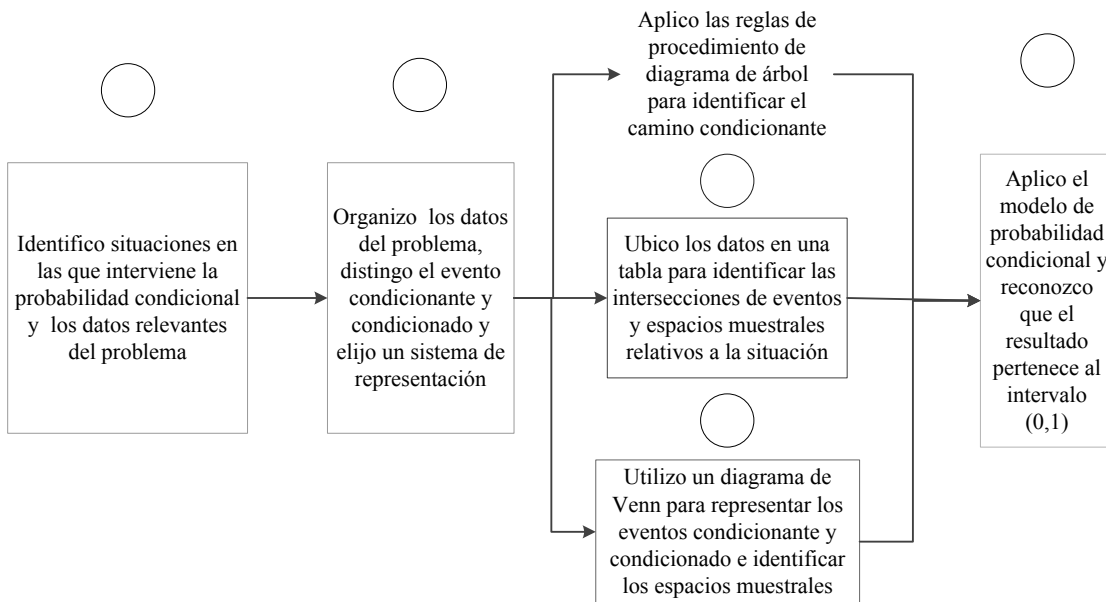 Identifico situaciones en
las que interviene la
probabilidad condicional
y los datos relevantes
del problema
Organizo los datos
del problema,
distingo el evento
condicionante y
condicionado y
elijo un sistema de
representación
Aplico las reglas de
procedimiento de
diagrama de árbol
para identificar el
camino condicionante
Ubico los datos en una
tabla para identificar las
intersecciones de eventos
y espacios muestrales
relativos a la situación
Utilizo un diagrama de
Venn para representar los
eventos condicionante y
condicionado e identificar
los espacios muestrales
Aplico el
modelo de
probabilidad
condicional y
reconozco
que el
resultado
pertenece al
intervalo
(0,1)